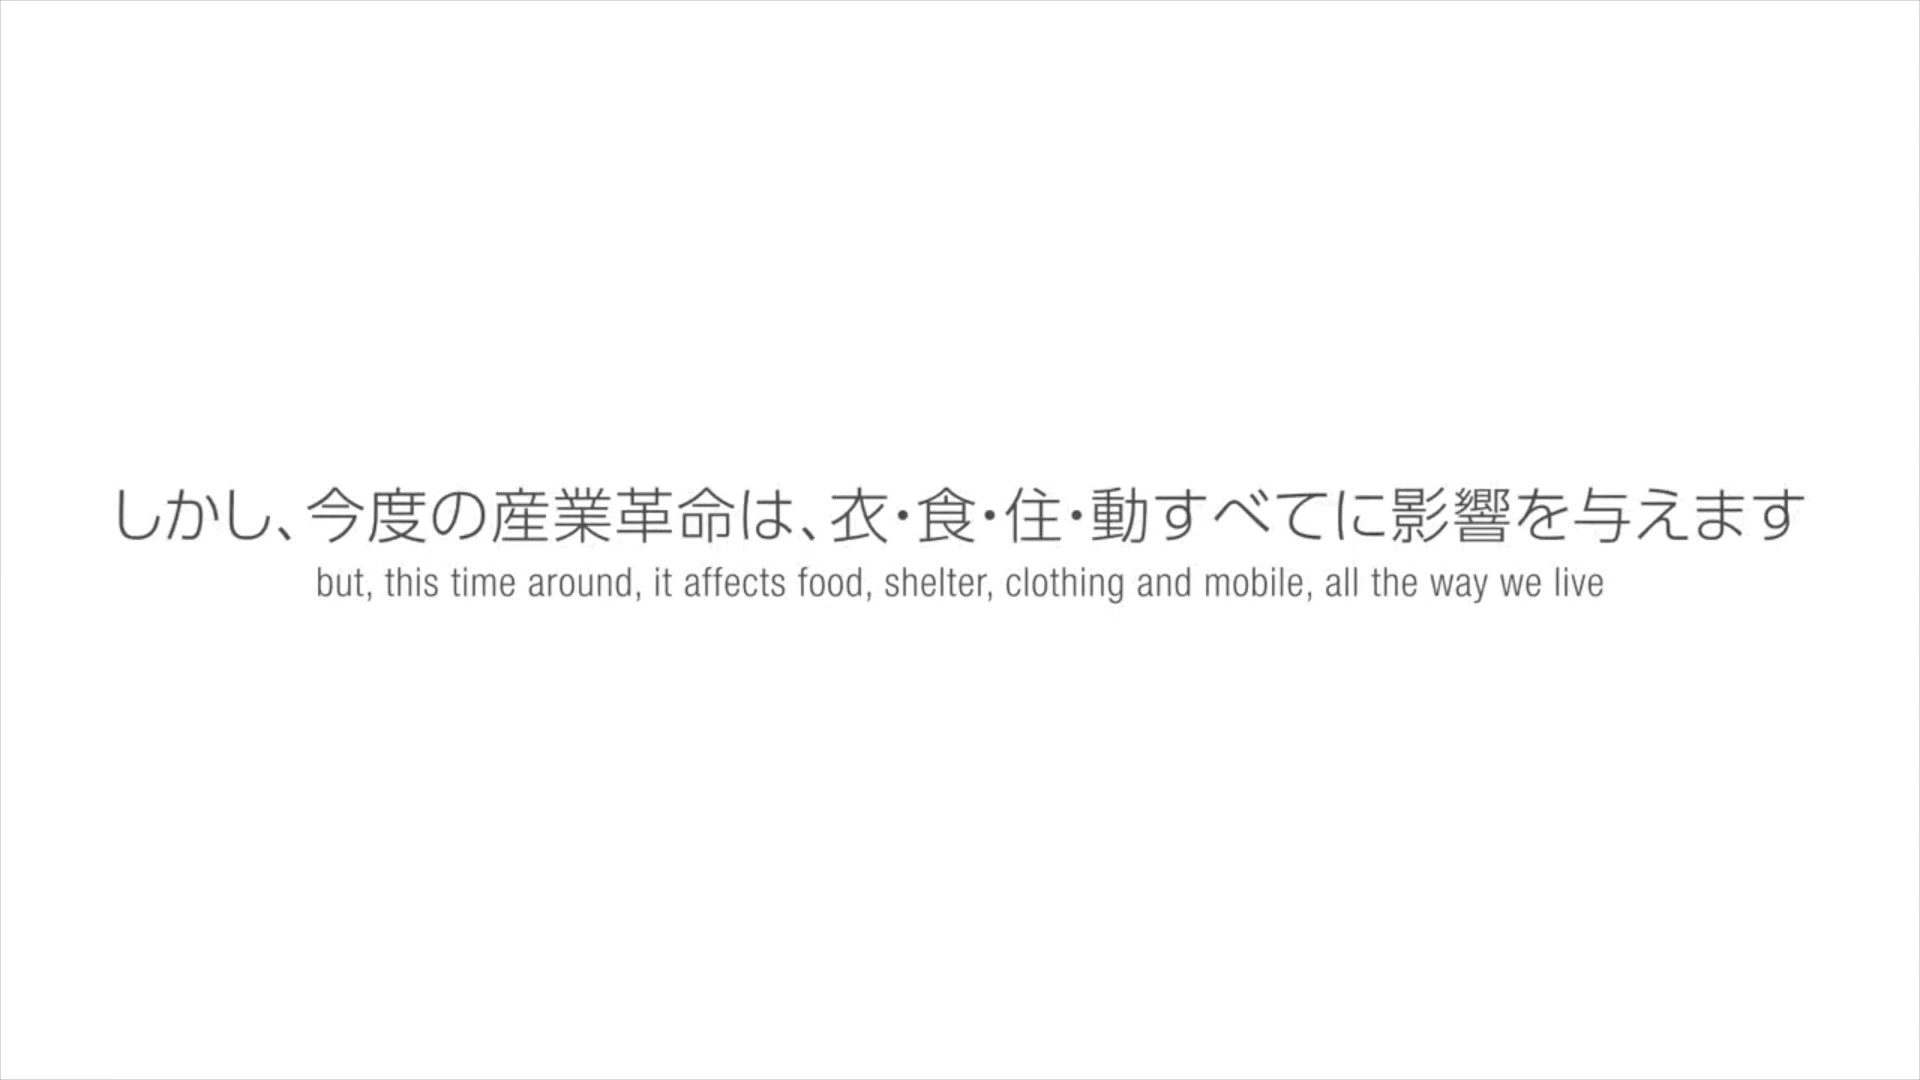 しかし、今度の産業革命は、衣・食・住・動すべてに影響を与えます
but, this time around, it affects food, shelter, clothing and mobile, all the way we live